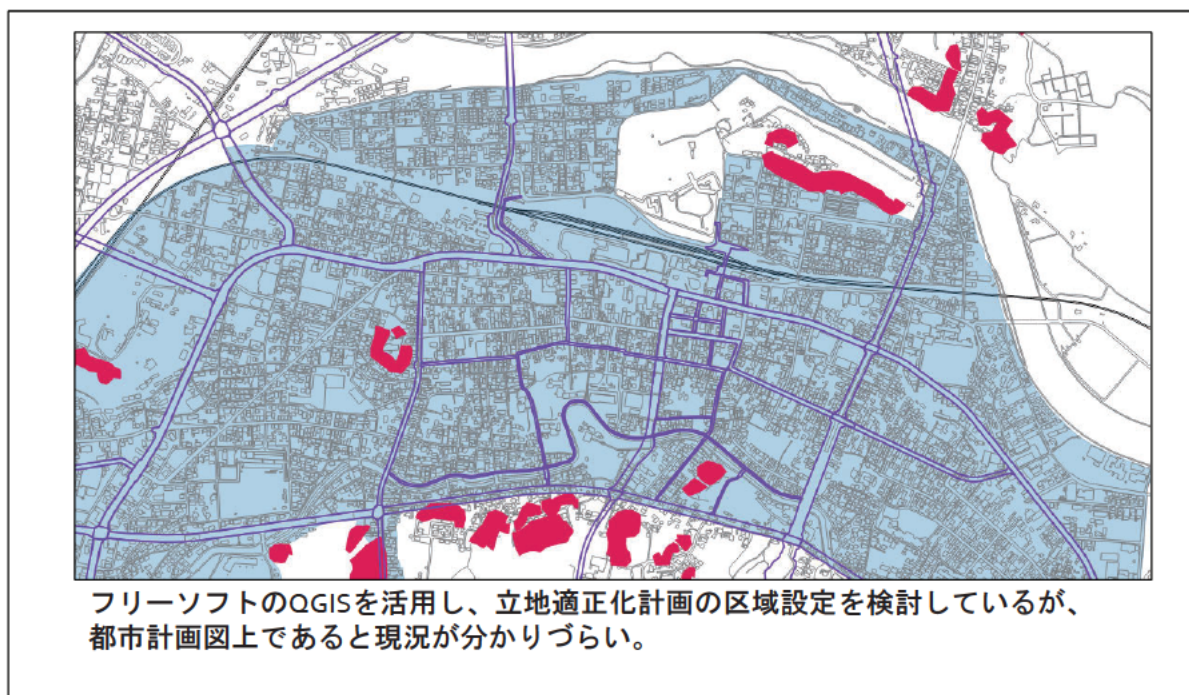 フリーソフトのQGISを活用し、立地適正化計画の区域設定を検討しているが、
都市計画図上であると現況が分かりづらい。